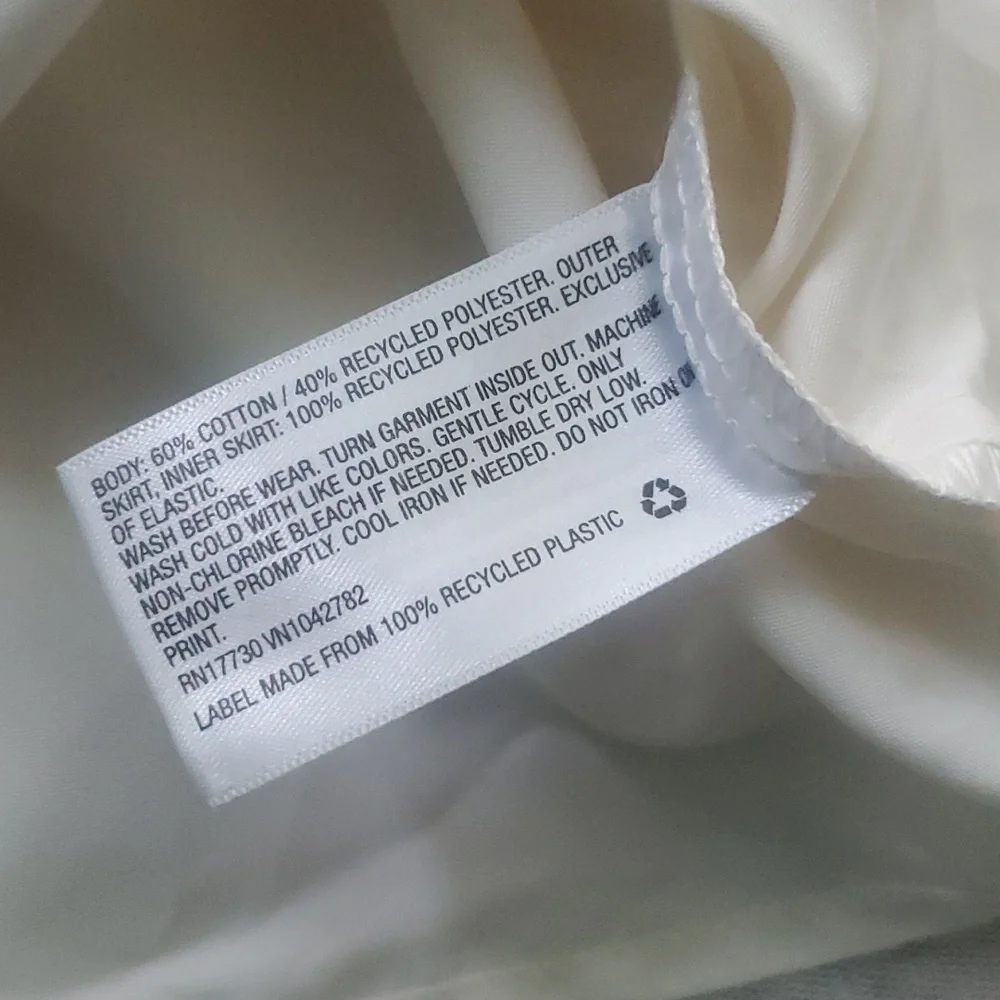 BODY: 60% COTTON / 40% RECYCLED POLYESTER. OUTER
SKIRT, INNER SKIRT: 100% RECYCLED POLYESTER. EXCLUSIVE
OF ELASTIC.
WASH BEFORE WEAR. TURN GARMENT INSIDE OUT. MACHINE
WASH COLD WITH LIKE COLORS. GENTLE CYCLE. ONLY
NON-CHLORINE BLEACH IF NEEDED. TUMBLE DRY LOW.
REMOVE PROMPTLY. COOL IRON IF NEEDED. DO NOT IRON ON
PRINT.
RN17730 VN1042782
LABEL MADE FROM 100% RECYCLED PLASTIC